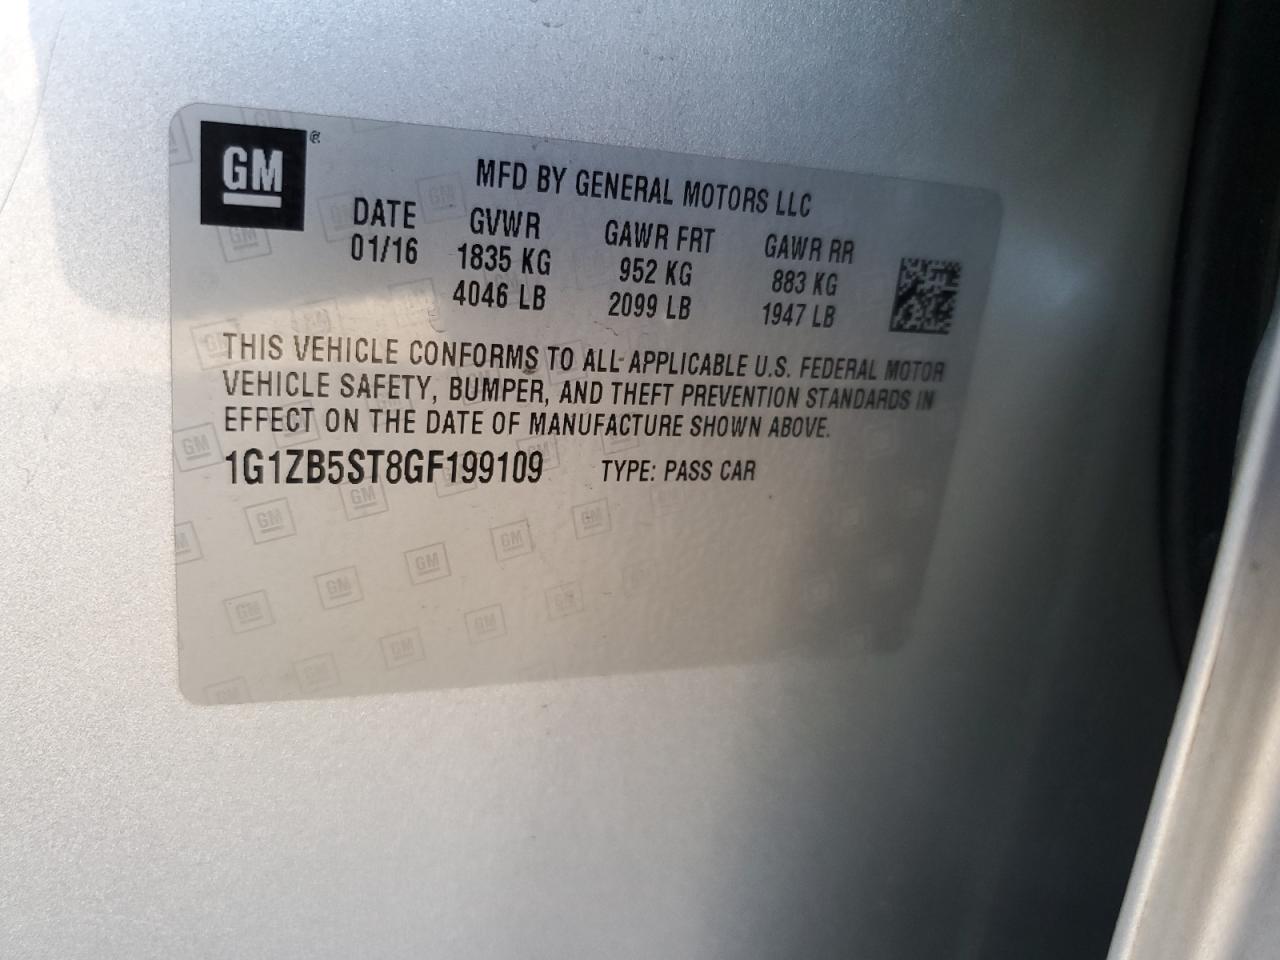 GM ®
MFD BY GENERAL MOTORS LLC
DATE GVWR GAWR FRT GAWR RR
01/16 1835 KG 952 KG 883 KG
4046 LB 2099 LB 1947 LB
THIS VEHICLE CONFORMS TO ALL APPLICABLE U.S. FEDERAL MOTOR
VEHICLE SAFETY, BUMPER, AND THEFT PREVENTION STANDARDS IN
EFFECT ON THE DATE OF MANUFACTURE SHOWN ABOVE.
1G1ZB5ST8GF199109 TYPE: PASS CAR